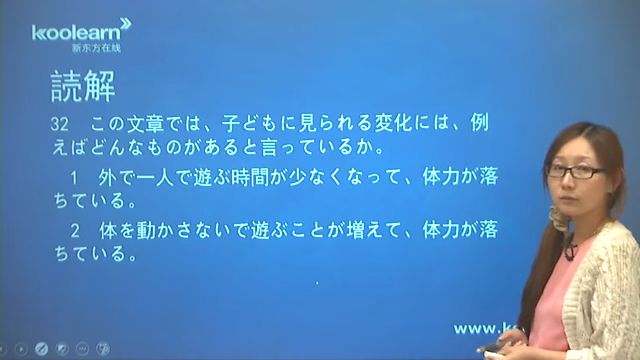 koolearn
新东方在线
読解
32 この文章では、子どもに見られる変化には、例
えばどんなものがあると言っているか。
1 外で一人で遊ぶ時間が少なくなって、体力が落
ちている。
2 体を動かさないで遊ぶことが増えて、体力が落
ちている。
www.k